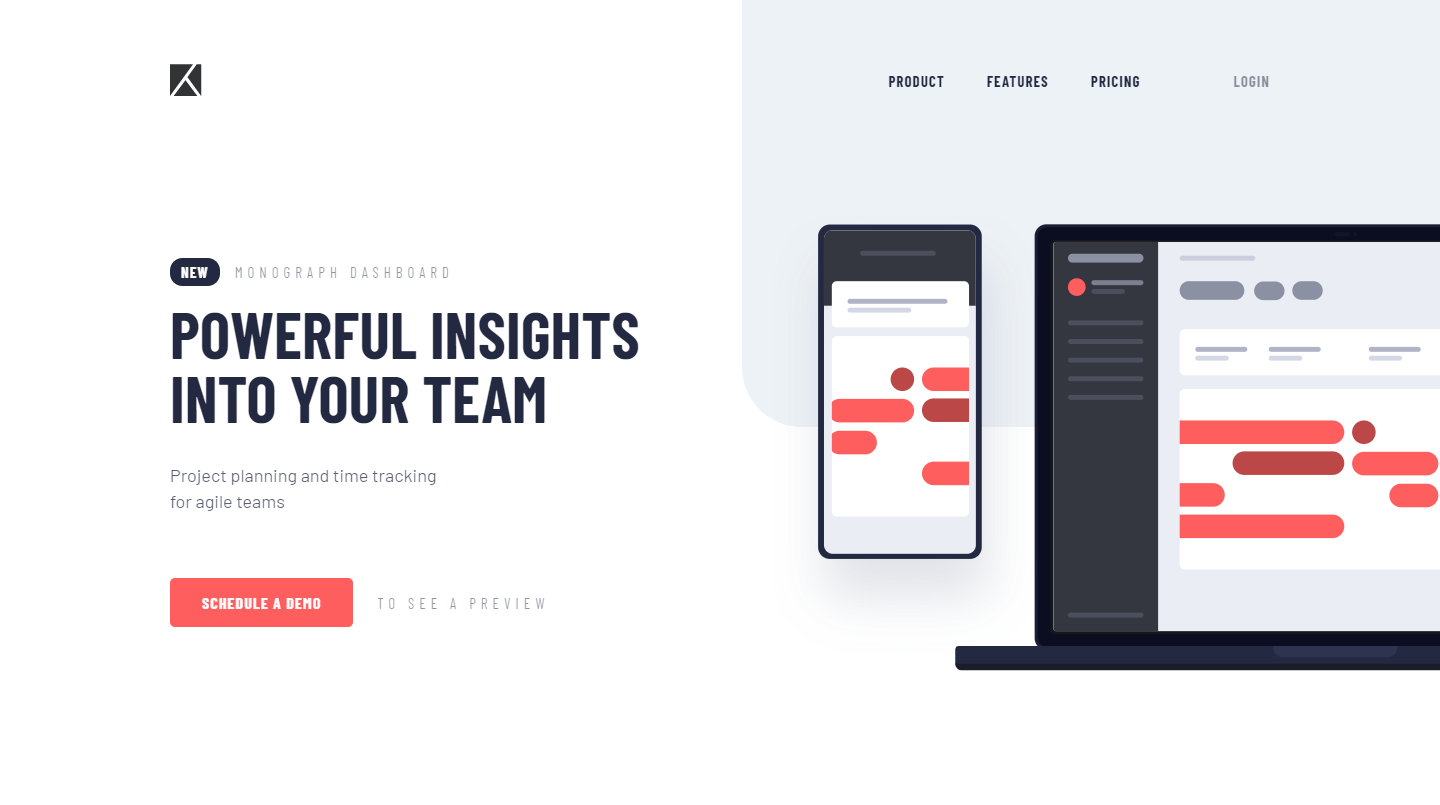 PRODUCT FEATURES PRICING LOGIN
NEW MONOGRAPH DASHBOARD
POWERFUL INSIGHTS
INTO YOUR TEAM
Project planning and time tracking
for agile teams
SCHEDULE A DEMO TO SEE A PREVIEW